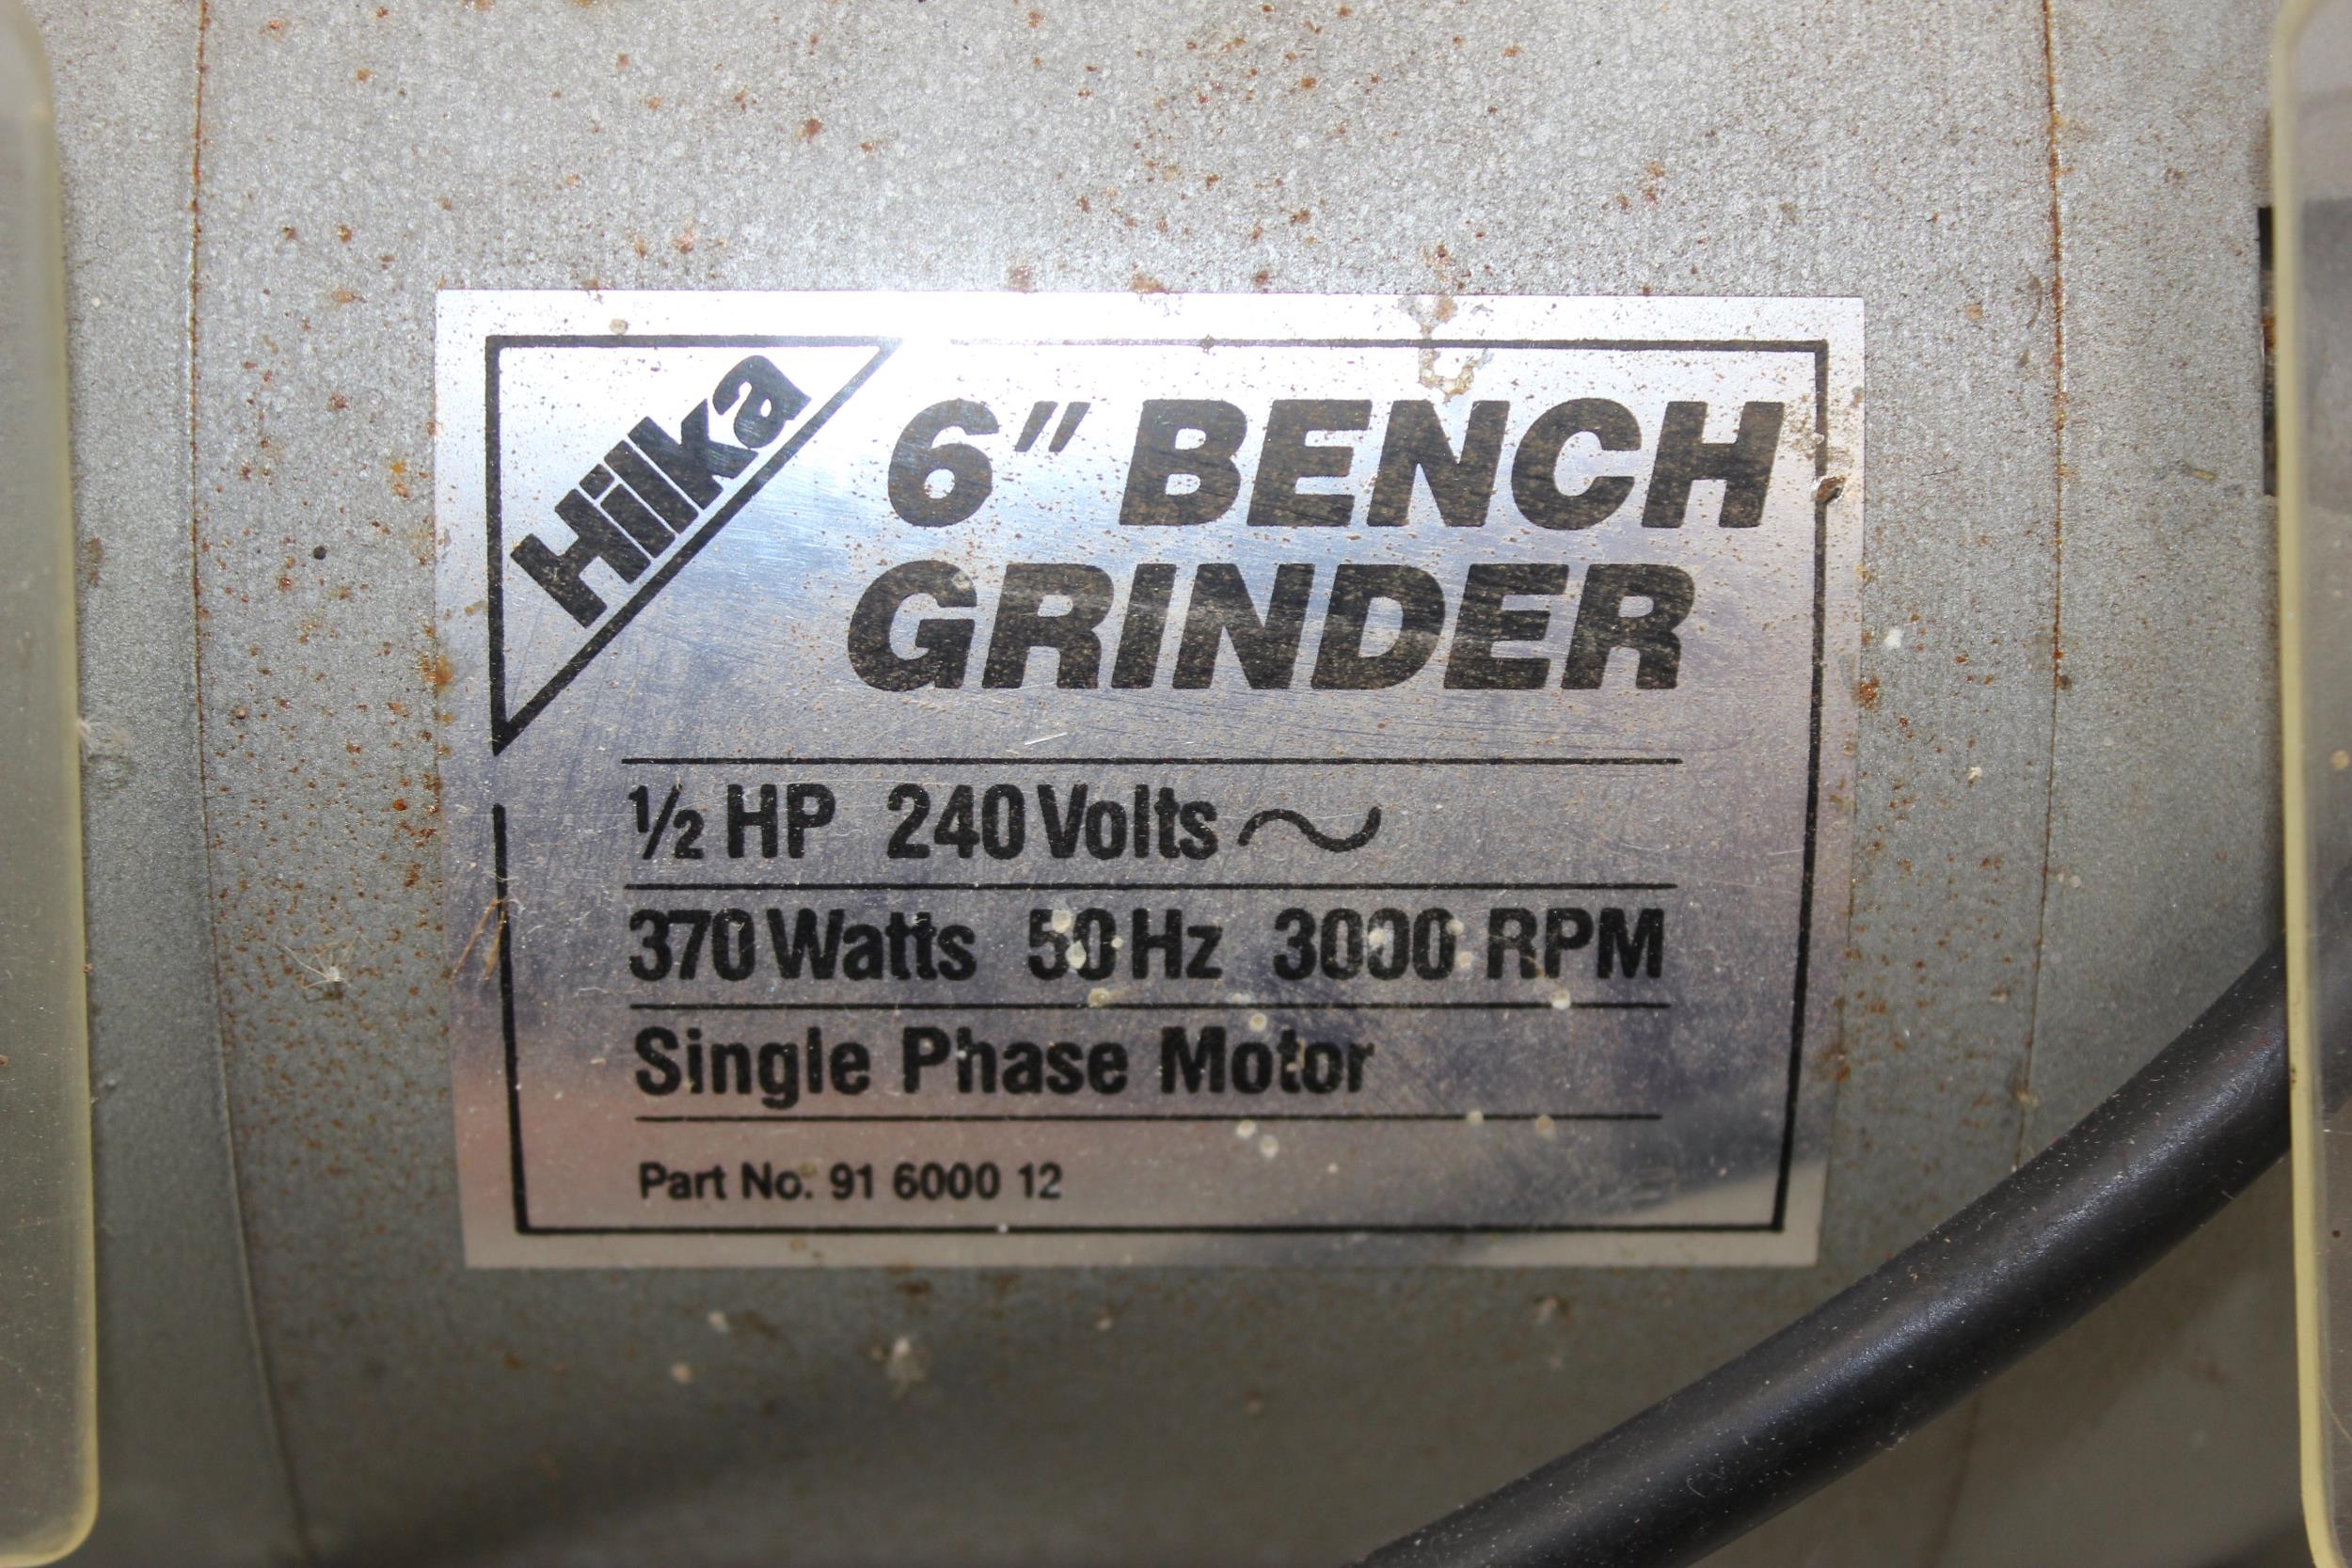 Hilka
6" BENCH
GRINDER
½ HP 240 Volts ~
370 Watts 50 Hz 3000 RPM
Single Phase Motor
Part No. 91 6000 12